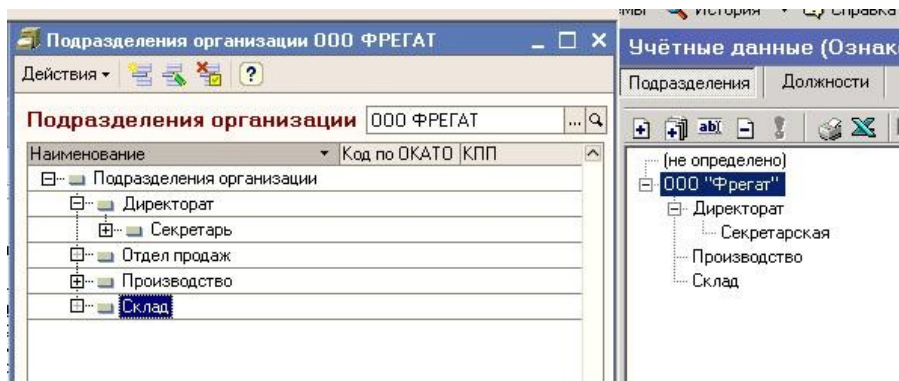 История Справка
Подразделения организации ООО ФРЕГАТ
Учётные данные (Ознак
Действия
Подразделения Должности
Подразделения организации ООО ФРЕГАТ ...
Наименование Код по ОКАТО КПП
Подразделения организации
Директорат
Секретарь
Отдел продаж
Производство
Склад
abI
(не определено)
ООО "Фрегат"
Директорат
Секретарская
Производство
Склад